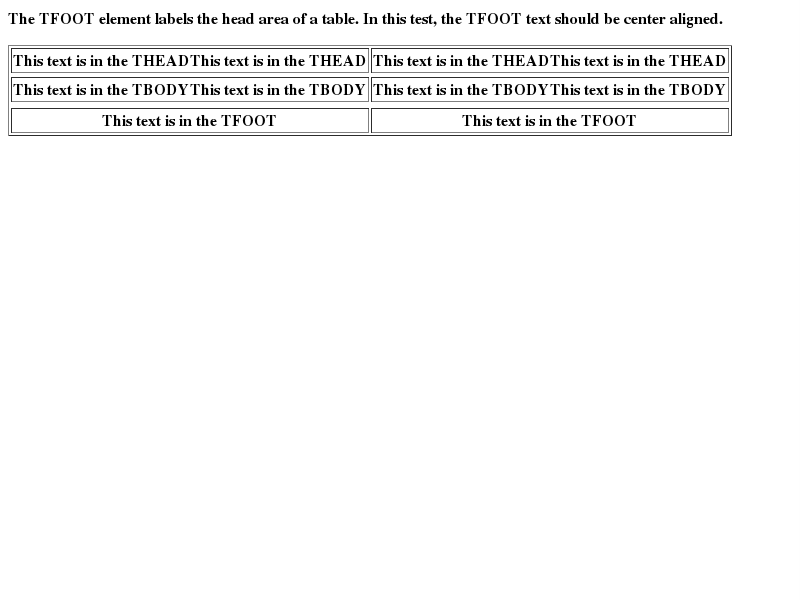 The TFOOT element labels the head area of a table. In this test, the TFOOT text should be center aligned.
This text is in the THEADThis text is in the THEAD This text is in the THEADThis text is in the THEAD
This text is in the TBODYThis text is in the TBODY This text is in the TBODYThis text is in the TBODY
This text is in the TFOOT This text is in the TFOOT